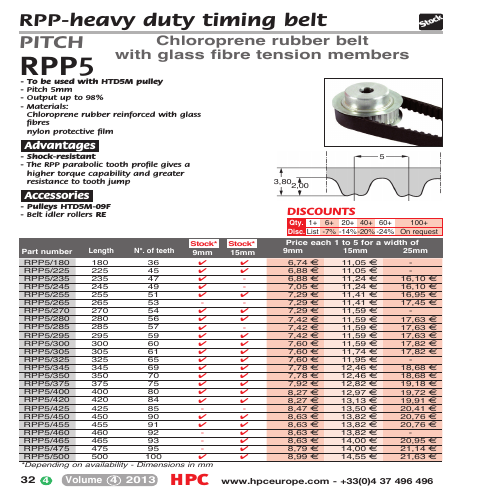 RPP-heavy duty timing belt
Stock
PITCH
RPP5
Chloroprene rubber belt
with glass fibre tension members
- To be used with HTD5M pulley
- Pitch 5mm
- Output up to 98%
- Materials:
Chloroprene rubber reinforced with glass
fibres
nylon protective film
Advantages
- Shock-resistant
- The RPP parabolic tooth profile gives a
higher torque capability and greater
resistance to tooth jump
Accessories
- Pulleys HTD5M-09F
- Belt idler rollers RE
5
3,80
2,00
DISCOUNTS
Qty. 1+ 6+ 20+ 40+ 60+ 100+
Disc. List -7% -14% -20% -24% On request
Part number Length N°. of teeth Stock* 9mm Stock* 15mm Price each 1 to 5 for a width of
9mm 15mm 25mm
RPP5/180 180 36 ✔ ✔ 6,74 € 11,05 € -
RPP5/225 225 45 ✔ ✔ 6,88 € 11,05 € -
RPP5/235 235 47 - - 6,88 € 11,24 € 16,10 €
RPP5/245 245 49 ✔ - 7,05 € 11,24 € 16,10 €
RPP5/255 255 51 ✔ ✔ 7,29 € 11,41 € 16,95 €
RPP5/265 265 53 - - 7,29 € 11,41 € 17,45 €
RPP5/270 270 54 ✔ ✔ 7,29 € 11,59 € -
RPP5/280 280 56 ✔ ✔ 7,42 € 11,59 € 17,63 €
RPP5/285 285 57 ✔ - 7,42 € 11,59 € 17,63 €
RPP5/295 295 59 ✔ ✔ 7,42 € 11,59 € 17,63 €
RPP5/300 300 60 ✔ ✔ 7,60 € 11,59 € 17,82 €
RPP5/305 305 61 ✔ ✔ 7,60 € 11,74 € 17,82 €
RPP5/325 325 65 ✔ ✔ 7,60 € 11,95 € -
RPP5/345 345 69 ✔ ✔ 7,78 € 12,46 € 18,68 €
RPP5/350 350 70 ✔ ✔ 7,78 € 12,46 € 18,68 €
RPP5/375 375 75 ✔ ✔ 7,92 € 12,82 € 19,18 €
RPP5/400 400 80 ✔ ✔ 8,27 € 12,97 € 19,72 €
RPP5/420 420 84 ✔ ✔ 8,27 € 13,13 € 19,91 €
RPP5/425 425 85 - - 8,47 € 13,50 € 20,41 €
RPP5/450 450 90 ✔ ✔ 8,63 € 13,82 € 20,76 €
RPP5/455 455 91 ✔ ✔ 8,63 € 13,82 € 20,76 €
RPP5/460 460 92 - ✔ 8,63 € 13,82 € -
RPP5/465 465 93 - ✔ 8,63 € 14,00 € 20,95 €
RPP5/475 475 95 - ✔ 8,79 € 14,00 € 21,14 €
RPP5/500 500 100 ✔ ✔ 8,99 € 14,55 € 21,63 €
*Depending on availability - Dimensions in mm
32 4 Volume 4 2013 HPC www.hpceurope.com - +33(0)4 37 496 496